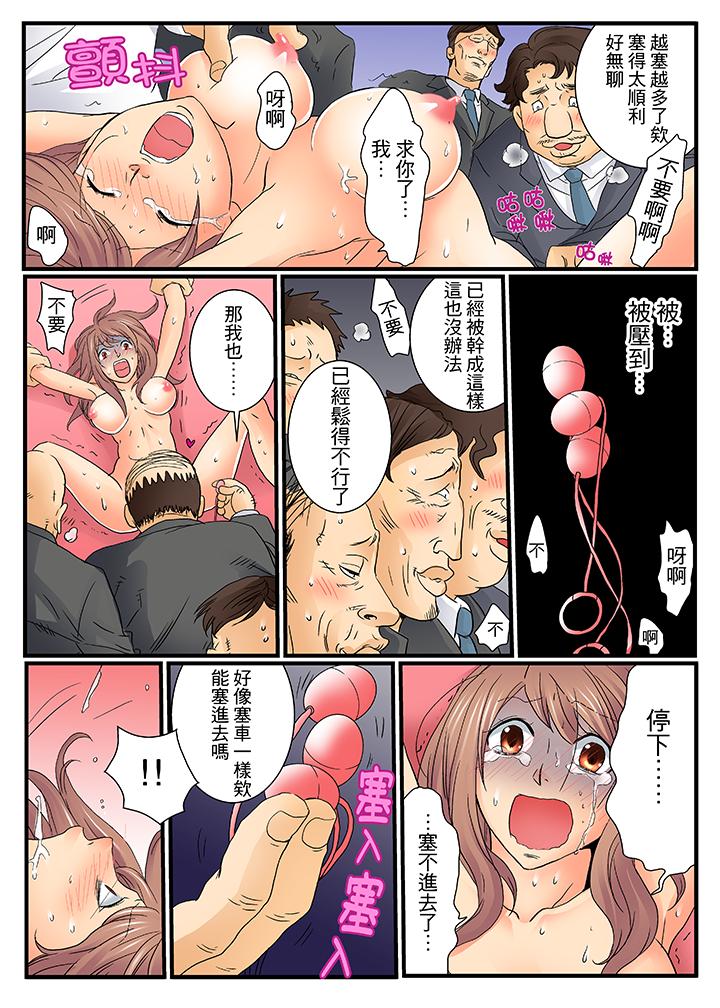 越塞越多了欸
塞得太順利
好無聊
不要啊啊
求你了…
我…
呀啊
顫抖
啊
咕啾
咕啾
咕啾
被…
被壓到…
呀啊
不
啊
已經被幹成這樣
這也沒辦法
不要
已經鬆得不行了
不
那我也……
不要
停下……
…塞不進去了…
好像塞車一樣欸
能塞進去嗎
塞入塞入
!!